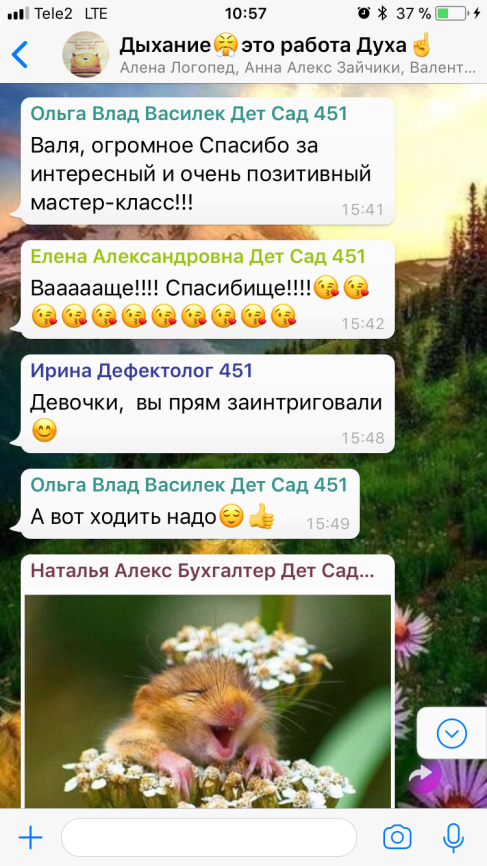 Tele2 LTE 10:57 37 %
Дыхание😤это работа Духа☝️
Алена Логопед, Анна Алекс Зайчики, Валент...
Ольга Влад Василек Дет Сад 451
Валя, огромное Спасибо за
интересный и очень позитивный
мастер-класс!!!
15:41
Елена Александровна Дет Сад 451
Ваааааще!!!! Спасибище!!!!😘😘
😘😘😘😘😘😘😘😘😘
15:42
Ирина Дефектолог 451
Девочки, вы прям заинтриговали
😊
15:48
Ольга Влад Василек Дет Сад 451
А вот ходить надо😌👍
15:49
Наталья Алекс Бухгалтер Дет Сад...